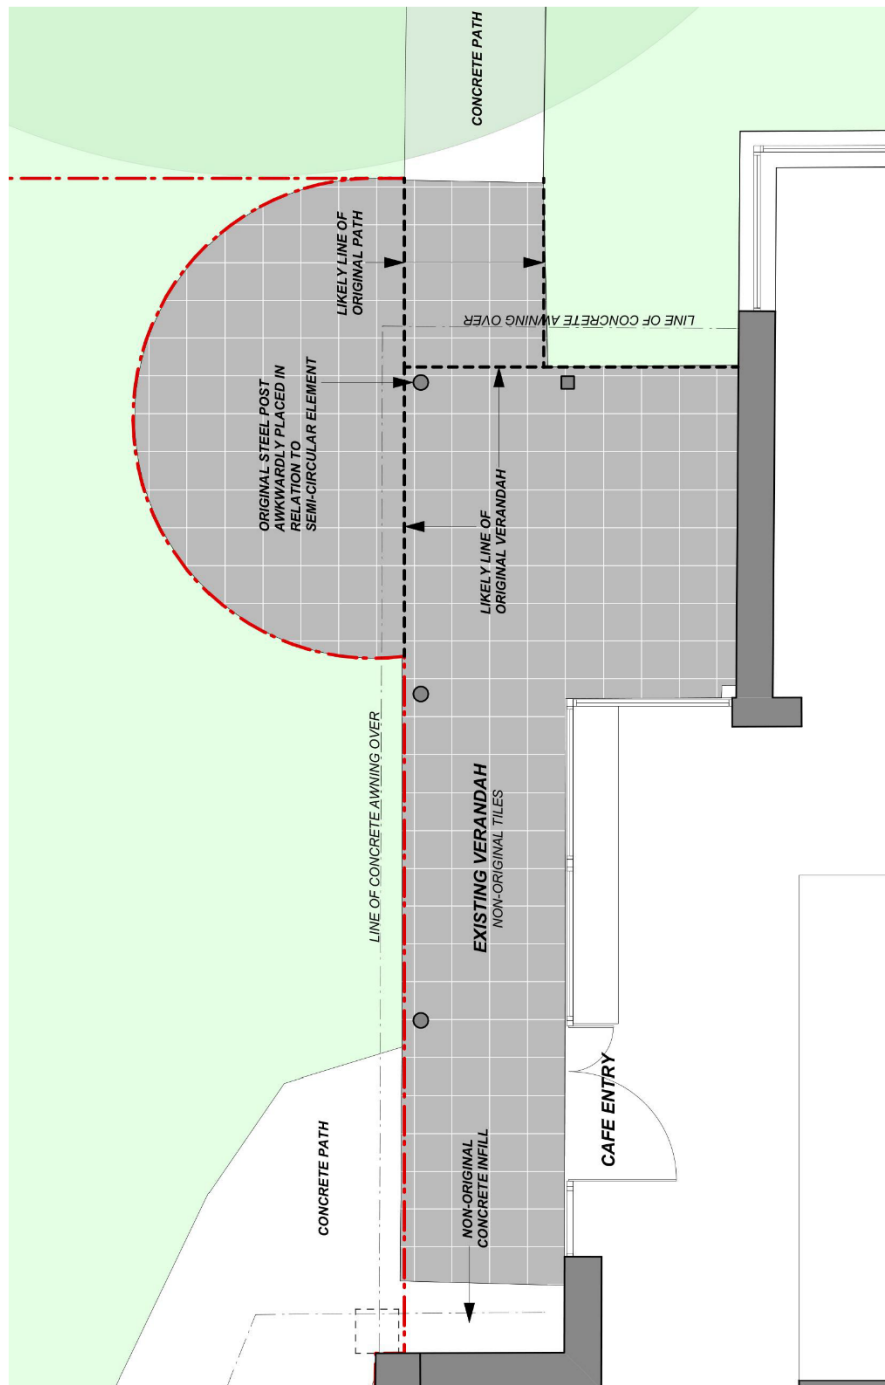 CONCRETE PATH
LIKELY LINE OF
ORIGINAL PATH
LINE OF CONCRETE AWNING OVER
ORIGINAL STEEL POST
AWKWARDLY PLACED IN
RELATION TO
SEMI-CIRCULAR ELEMENT
LIKELY LINE OF
ORIGINAL VERANDAH
LINE OF CONCRETE AWNING OVER
EXISTING VERANDAH
NON-ORIGINAL TILES
CAFE ENTRY
CONCRETE PATH
NON-ORIGINAL
CONCRETE INFILL